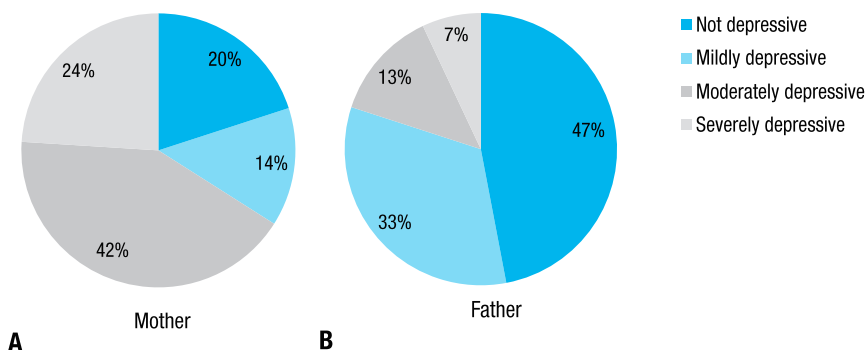 20%
14%
42%
24%
Mother
A
47%
33%
13%
7%
Father
B
Not depressive
Mildly depressive
Moderately depressive
Severely depressive